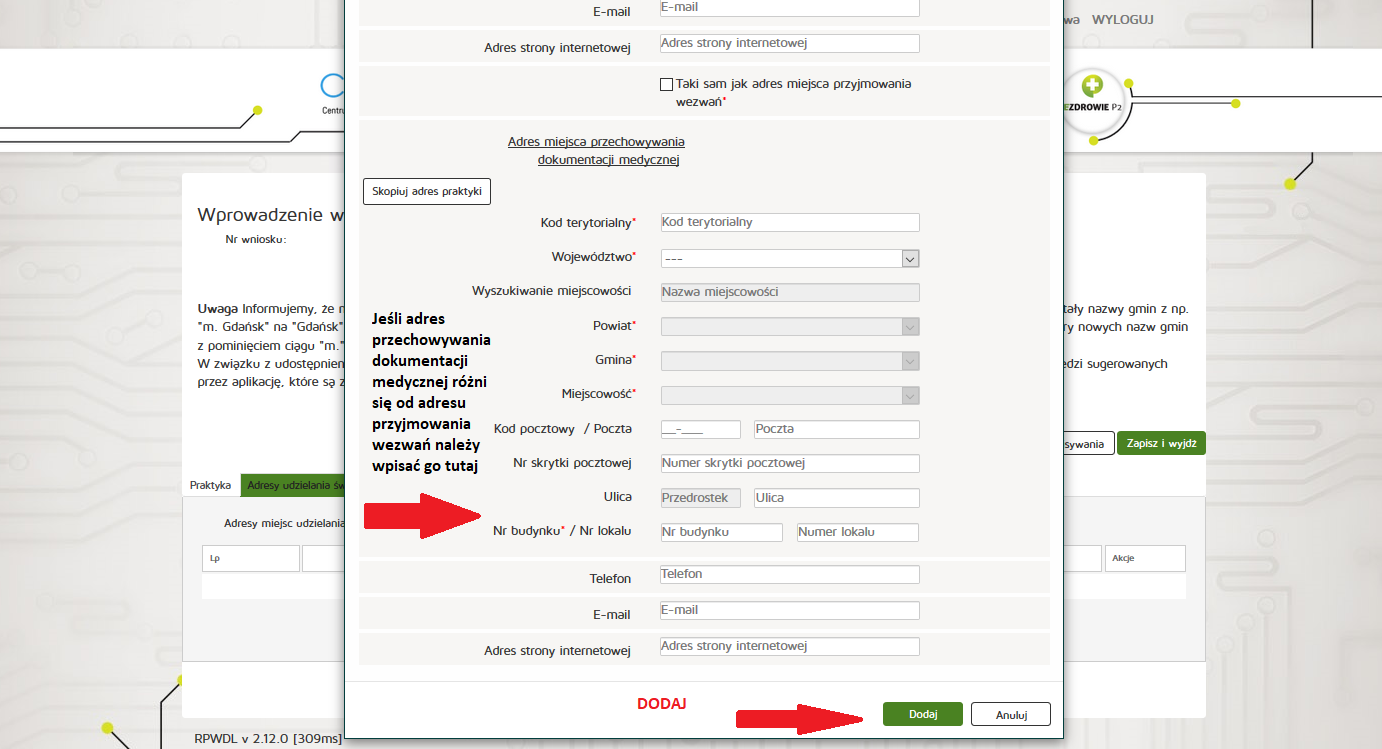 E-mail E-mail
wa WYLOGUJ
Adres strony internetowej Adres strony internetowej
Taki sam jak adres miejsca przyjmowania
wezwań*
Centru
EZDROWIE P2
Adres miejsca przechowywania
dokumentacji medycznej
Skopiuj adres praktyki
Wprowadzenie w
Nr wniosku:
Kod terytorialny* Kod terytorialny
Województwo* ---
Wyszukiwanie miejscowości Nazwa miejscowości
Uwaga Informujemy, że n
tały nazwy gmin z np.
"m. Gdańsk" na "Gdańsk"
ry nowych nazw gmin
z pominięciem ciągu "m."
W związku z udostępnien
edzi sugerowanych
przez aplikację, które są z
Jeśli adres
przechowywania
dokumentacji
medycznej różni
się od adresu
przyjmowania
wezwań należy
wpisać go tutaj
Powiat*
Gmina*
Miejscowość*
Kod pocztowy / Poczta __-___ Poczta
sywania Zapisz i wyjdź
Nr skrytki pocztowej Numer skrytki pocztowej
Praktyka Adresy udzielania św
Ulica Przedrostek Ulica
Adresy miejsc udzielania
Nr budynku* / Nr lokalu Nr budynku Numer lokalu
Lp Akcje
Telefon Telefon
E-mail E-mail
Adres strony internetowej Adres strony internetowej
DODAJ
Dodaj Anuluj
RPWDL v 2.12.0 [309ms]